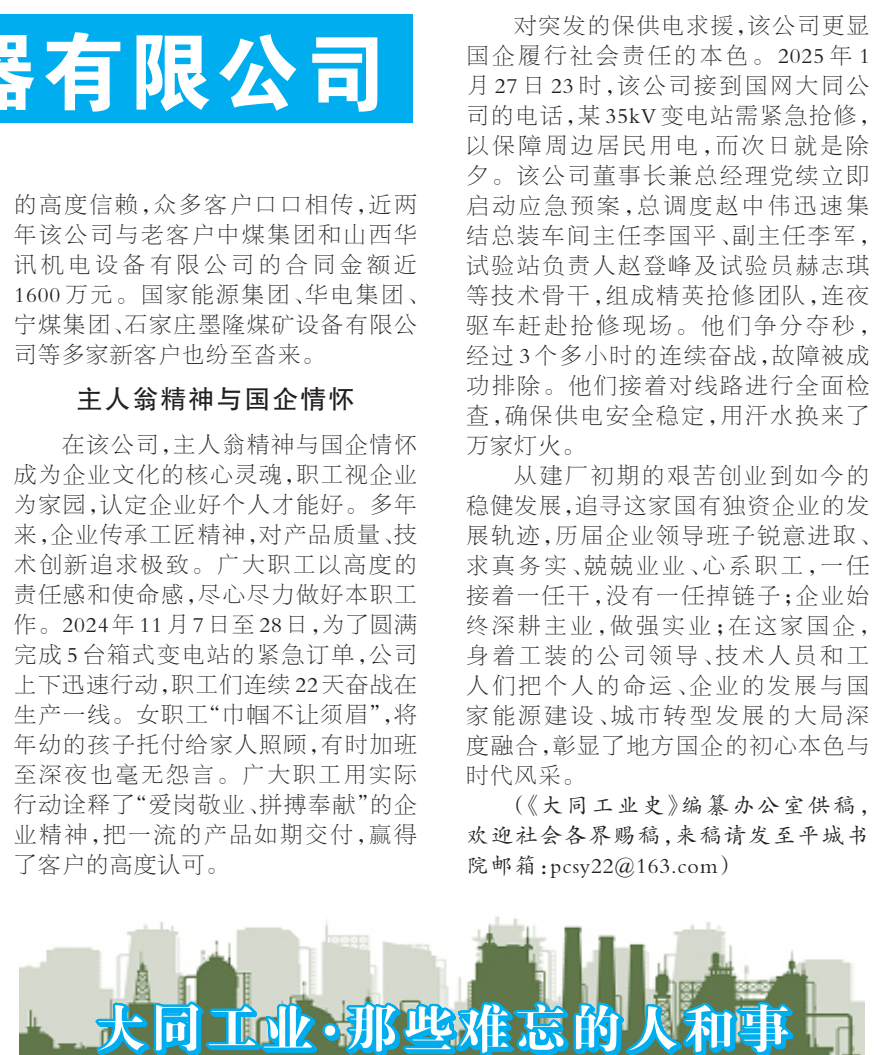 器有限公司
的高度信赖,众多客户口口相传,近两
年该公司与老客户中煤集团和山西华
讯机电设备有限公司的合同金额近
1600万元。国家能源集团、华电集团、
宁煤集团、石家庄墨隆煤矿设备有限公
司等多家新客户也纷至沓来。
主人翁精神与国企情怀
在该公司,主人翁精神与国企情怀
成为企业文化的核心灵魂,职工视企业
为家园,认定企业好个人才能好。多年
来,企业传承工匠精神,对产品质量、技
术创新追求极致。广大职工以高度的
责任感和使命感,尽心尽力做好本职工
作。2024年11月7日至28日,为了圆满
完成5台箱式变电站的紧急订单,公司
上下迅速行动,职工们连续22天奋战在
生产一线。女职工“巾帼不让须眉”,将
年幼的孩子托付给家人照顾,有时加班
至深夜也毫无怨言。广大职工用实际
行动诠释了“爱岗敬业、拼搏奉献”的企
业精神,把一流的产品如期交付,赢得
了客户的高度认可。
对突发的保供电求援,该公司更显
国企履行社会责任的本色。2025年1
月27日23时,该公司接到国网大同公
司的电话,某35kV变电站需紧急抢修,
以保障周边居民用电,而次日就是除
夕。该公司董事长兼总经理党续立即
启动应急预案,总调度赵中伟迅速集
结总装车间主任李国平、副主任李军,
试验站负责人赵登峰及试验员赫志琪
等技术骨干,组成精英抢修团队,连夜
驱车赶赴抢修现场。他们争分夺秒,
经过3个多小时的连续奋战,故障被成
功排除。他们接着对线路进行全面检
查,确保供电安全稳定,用汗水换来了
万家灯火。
从建厂初期的艰苦创业到如今的
稳健发展,追寻这家国有独资企业的发
展轨迹,历届企业领导班子锐意进取、
求真务实、兢兢业业、心系职工,一任
接着一任干,没有一任掉链子;企业始
终深耕主业,做强实业;在这家国企,
身着工装的公司领导、技术人员和工
人们把个人的命运、企业的发展与国
家能源建设、城市转型发展的大局深
度融合,彰显了地方国企的初心本色与
时代风采。
(《大同工业史》编纂办公室供稿,
欢迎社会各界赐稿,来稿请发至平城书
院邮箱:pcsy22@163.com)
大同工业·那些难忘的人和事